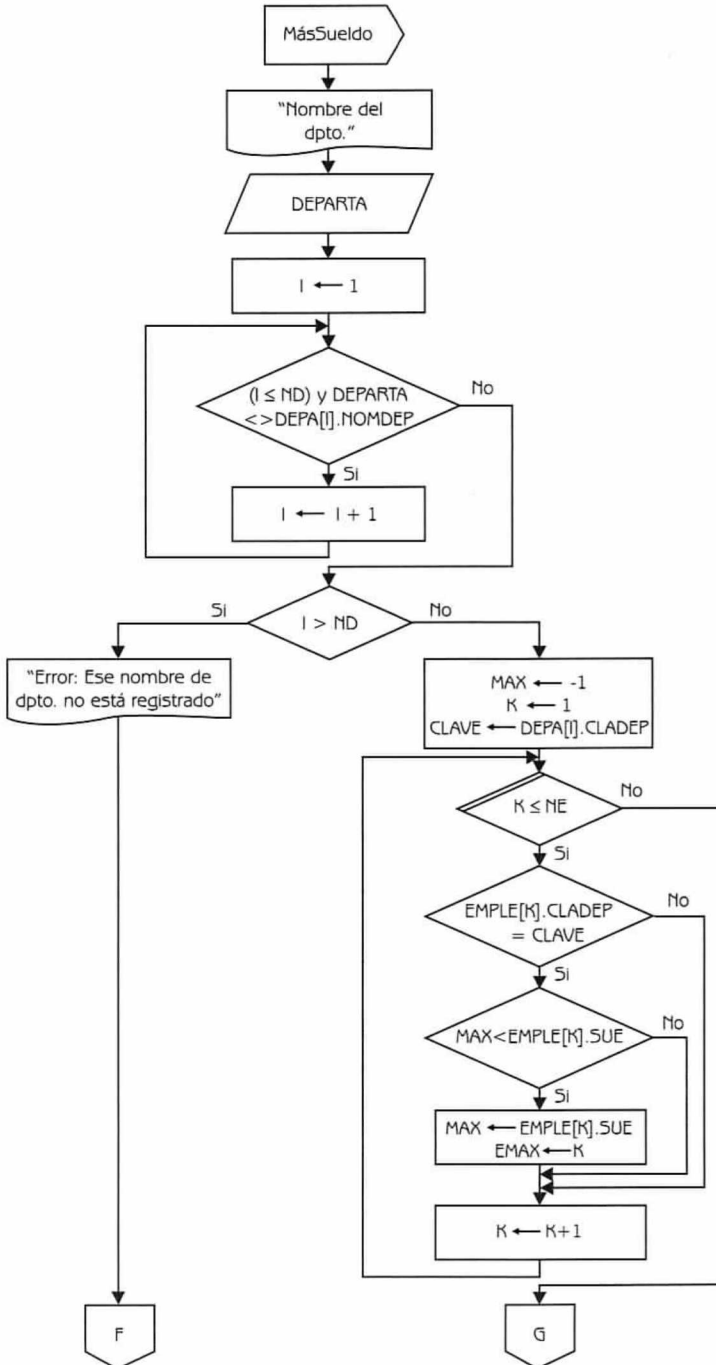 MásSueldo
"Nombre del
dpto."
DEPARTA
I ← 1
(I ≤ ND) y DEPARTA
<>DEPA[I].NOMDEP
No
Si
I ← I + 1
Si
I > ND
No
"Error: Ese nombre de
dpto. no está registrado"
MAX ← -1
K ← 1
CLAVE ← DEPA[I].CLADEP
K ≤ NE
No
Si
EMPLE[K].CLADEP
= CLAVE
No
Si
MAX<EMPLE[K].SUE
No
Si
MAX ← EMPLE[K].SUE
EMAX ← K
K ← K+1
F
G